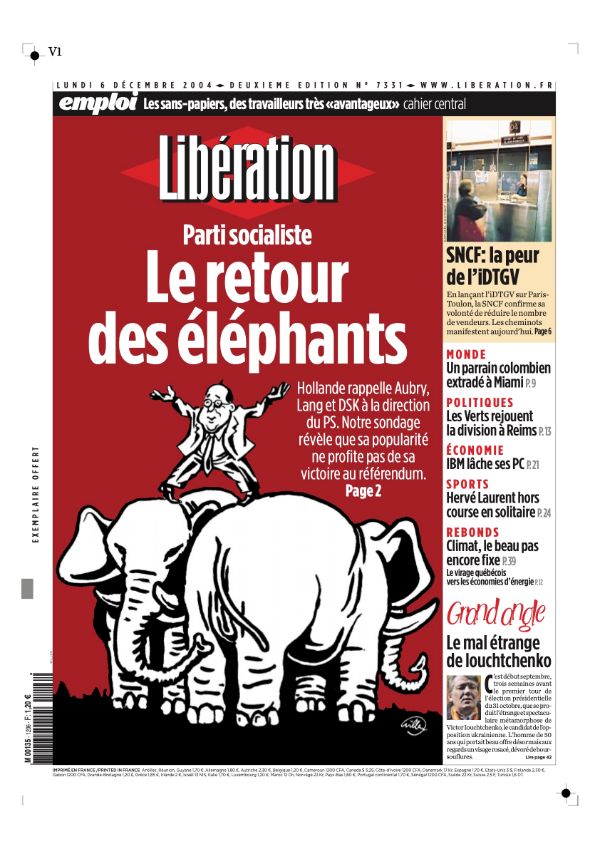 V1
LUNDI 6 DÉCEMBRE 2004 DEUXIEME EDITION N° 7331 WWW.LIBERATION.FR
emploi Les sans-papiers, des travailleurs très «avantageux» cahier central
Libération
Parti socialiste
Le retour
des éléphants
Hollande rappelle Aubry,
Lang et DSK à la direction
du PS. Notre sondage
révèle que sa popularité
ne profite pas de sa
victoire au référendum.
Page 2
Willem
SNCF: la peur
de l'iDTGV
En lançant l'iDTGV sur Paris-
Toulon, la SNCF confirme sa
volonté de réduire le nombre
de vendeurs. Les cheminots
manifestent aujourd'hui. Page 6
MONDE
Un parrain colombien
extradé à Miami P.9
POLITIQUES
Les Verts rejouent
la division à Reims P.13
ÉCONOMIE
IBM lâche ses PC P.21
SPORTS
Hervé Laurent hors
course en solitaire P.24
REBONDS
Climat, le beau pas
encore fixe P.39
Le virage québécois
vers les économies d'énergie P.12
Grand angle
Le mal étrange
de Iouchtchenko
C'est début septembre,
trois semaines avant
le premier tour de
l'élection présidentielle
du 31 octobre, que se pro-
duit l'étrange et spectacu-
laire métamorphose de
Victor Iouchtchenko, le candidat de l'op-
position ukrainienne. L'homme de 50
ans qui portait beau offre désormais aux
regards un visage rosacé, dévoré de bour-
souflures.
Lire page 42
EXEMPLAIRE OFFERT
M 00135 - 1206 - F: 1,20 €
IMPRIMÉ EN FRANCE / PRINTED IN FRANCE